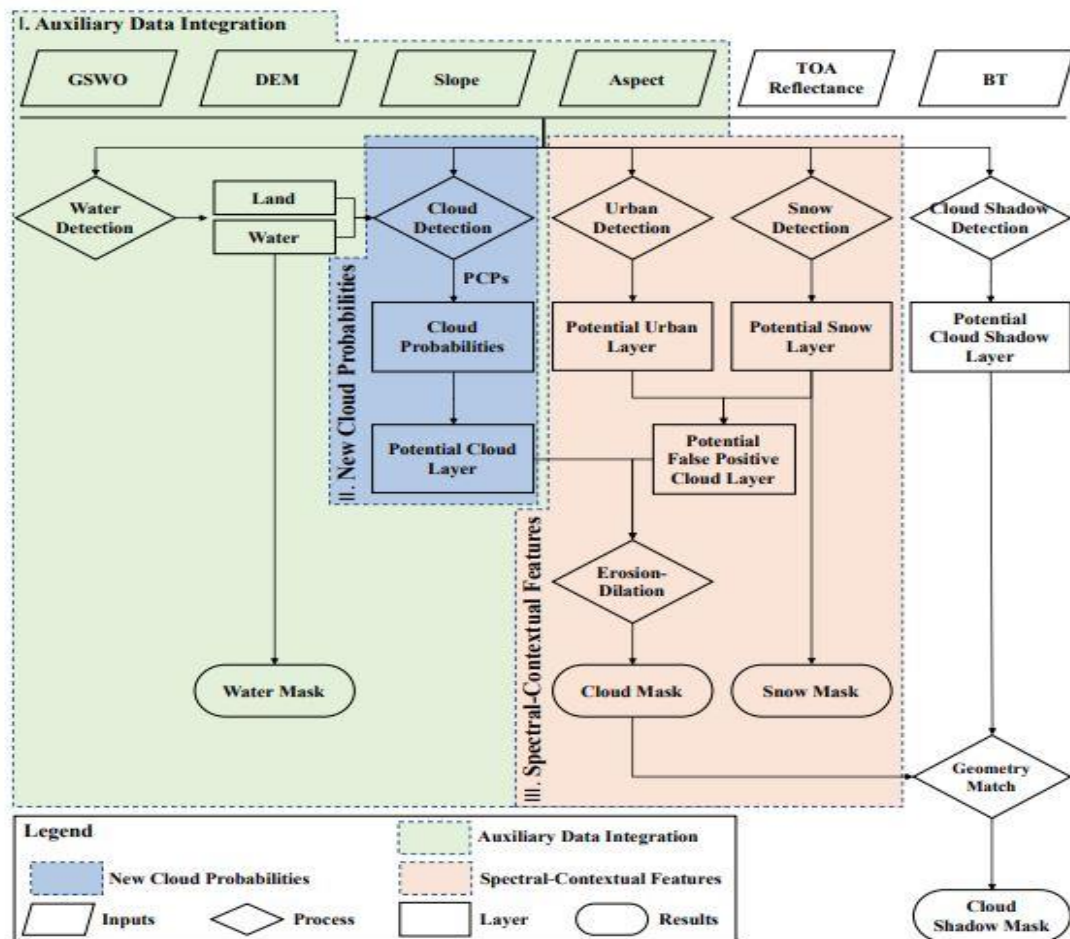 I. Auxiliary Data Integration
GSWO
DEM
Slope
Aspect
TOA
Reflectance
BT
Water
Detection
Land
Water
Cloud
Detection
Urban
Detection
Snow
Detection
Cloud Shadow
Detection
PCPs
II. New Cloud Probabilities
Cloud
Probabilities
Potential Urban
Layer
Potential Snow
Layer
Potential
Cloud Shadow
Layer
Potential Cloud
Layer
Potential
False Positive
Cloud Layer
III. Spectral-Contextual Features
Erosion-
Dilation
Water Mask
Cloud Mask
Snow Mask
Geometry
Match
Cloud
Shadow Mask
Legend
Auxiliary Data Integration
New Cloud Probabilities
Spectral-Contextual Features
Inputs
Process
Layer
Results